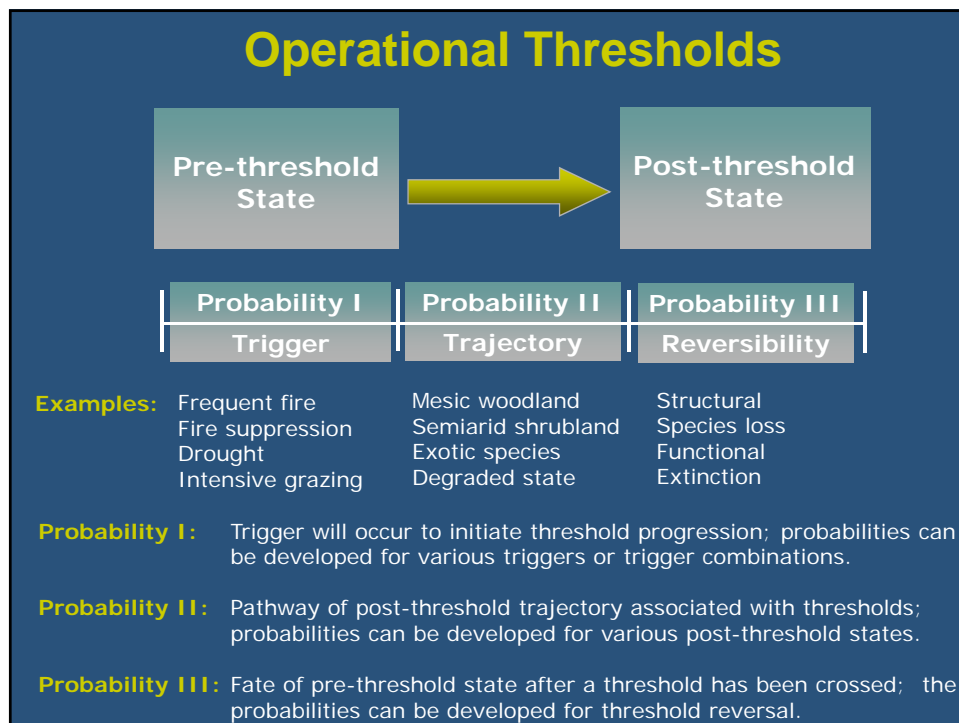 Operational Thresholds
Pre-threshold
State
Post-threshold
State
Probability I
Probability II
Probability III
Trigger
Trajectory
Reversibility
Examples:
Frequent fire
Fire suppression
Drought
Intensive grazing
Mesic woodland
Semiarid shrubland
Exotic species
Degraded state
Structural
Species loss
Functional
Extinction
Probability I: Trigger will occur to initiate threshold progression; probabilities can
be developed for various triggers or trigger combinations.
Probability II: Pathway of post-threshold trajectory associated with thresholds;
probabilities can be developed for various post-threshold states.
Probability III: Fate of pre-threshold state after a threshold has been crossed; the
probabilities can be developed for threshold reversal.